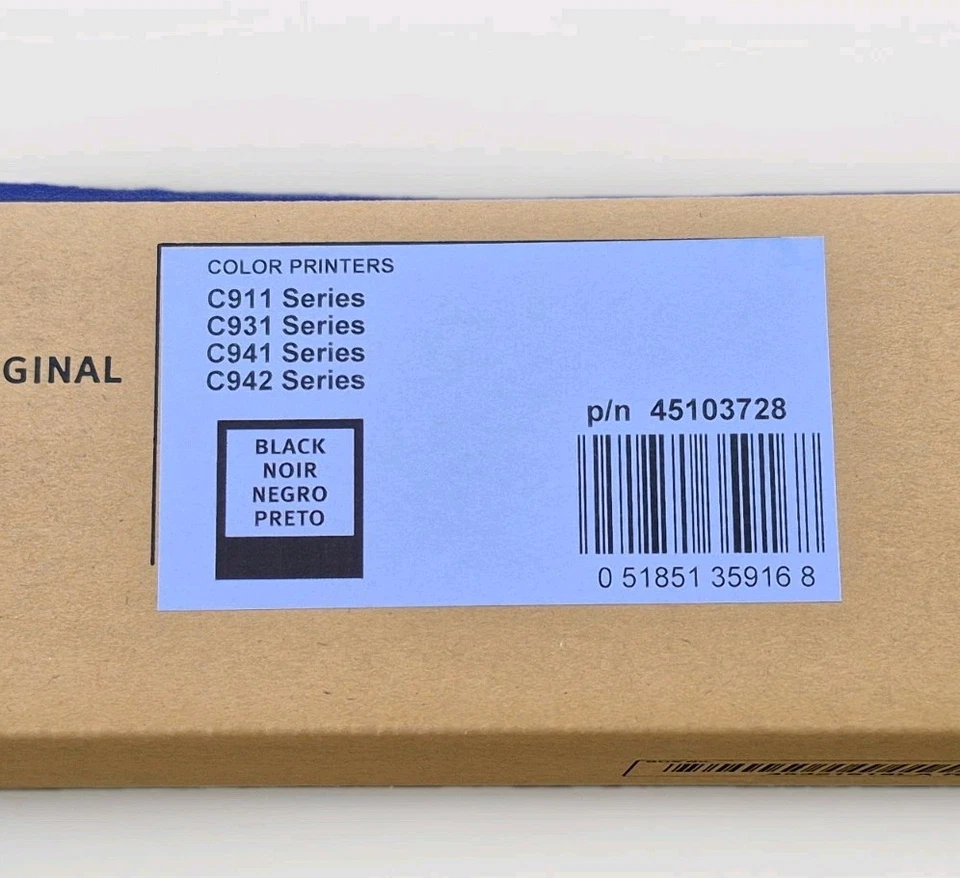 GINAL
COLOR PRINTERS
C911 Series
C931 Series
C941 Series
C942 Series
BLACK
NOIR
NEGRO
PRETO
p/n 45103728
0 51851 35916 8